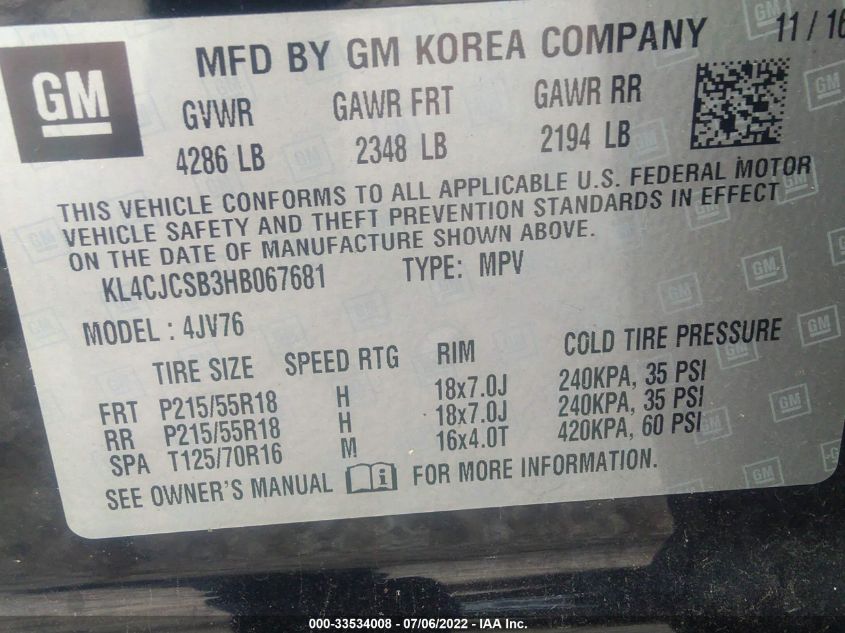 GM
MFD BY GM KOREA COMPANY 11 / 16
GVWR GAWR FRT GAWR RR
4286 LB 2348 LB 2194 LB
THIS VEHICLE CONFORMS TO ALL APPLICABLE U.S. FEDERAL MOTOR
VEHICLE SAFETY AND THEFT PREVENTION STANDARDS IN EFFECT
ON THE DATE OF MANUFACTURE SHOWN ABOVE.
KL4CJCSB3HB067681 TYPE: MPV
MODEL : 4JV76
TIRE SIZE SPEED RTG RIM COLD TIRE PRESSURE
FRT P215/55R18 H 18x7.0J 240KPA, 35 PSI
RR P215/55R18 H 18x7.0J 240KPA, 35 PSI
SPA T125/70R16 M 16x4.0T 420KPA, 60 PSI
SEE OWNER'S MANUAL i FOR MORE INFORMATION.
000-33534008 - 07/06/2022 - IAA Inc.